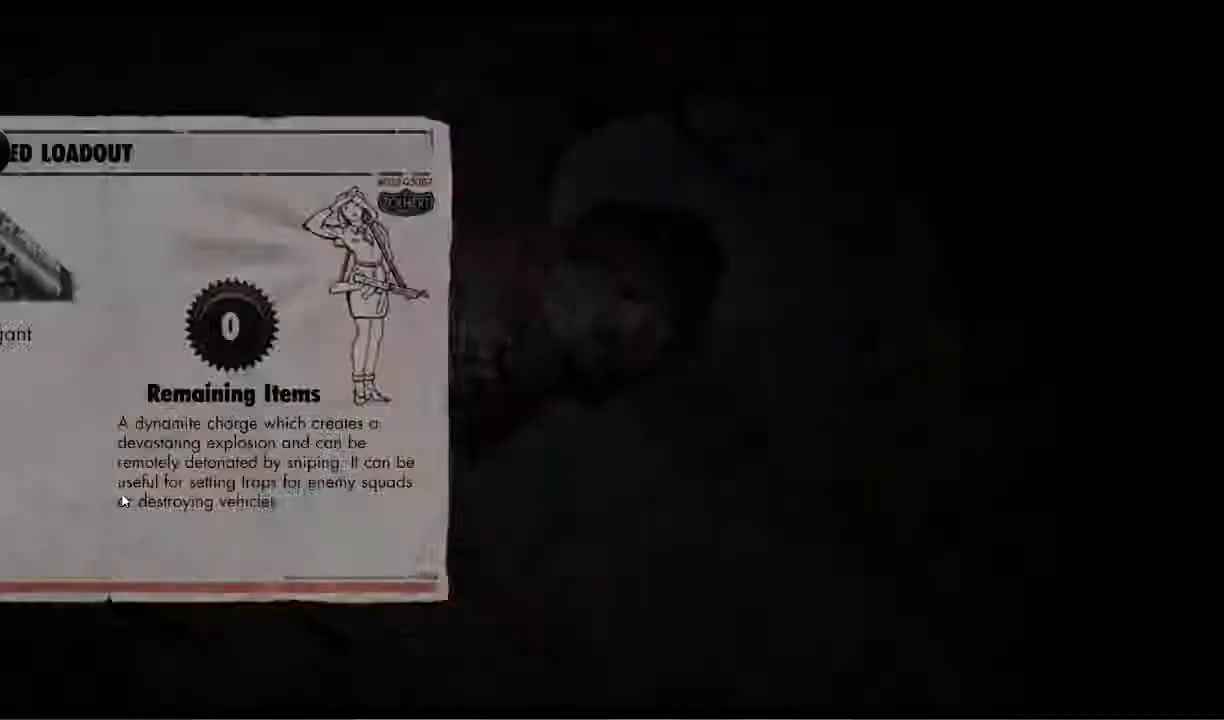 ED LOADOUT
0
gant
Remaining Items
A dynamite charge which creates a
devastating explosion and can be
remotely detonated by sniping. It can be
useful for setting traps for enemy squads
or destroying vehicles